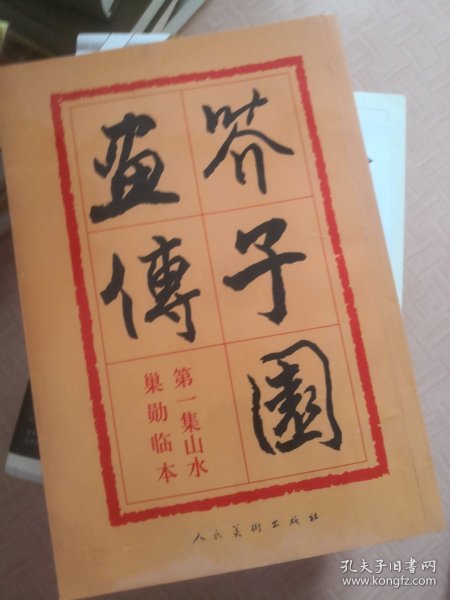 芥子園
畫傳
第一集山水
巢勋临本
人民美術出版社
孔夫子旧书网
www.kongfz.com